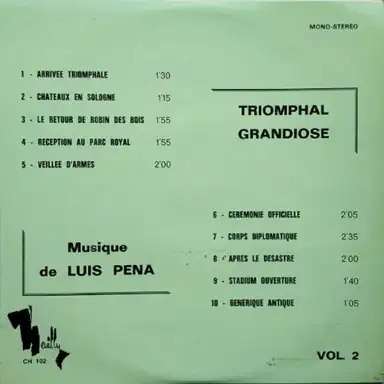 MONO-STEREO
1 - ARRIVEE TRIOMPHALE 1'30
2 - CHATEAUX EN SOLOGNE 1'15
3 - LE RETOUR DE ROBIN DES BOIS 1'55
4 - RECEPTION AU PARC ROYAL 1'55
5 - VEILLEE D'ARMES 2'00
TRIOMPHAL
GRANDIOSE
6 - CEREMONIE OFFICIELLE 2'05
7 - CORPS DIPLOMATIQUE 2'35
8 - APRES LE DESASTRE 2'00
9 - STADIUM OUVERTURE 1'40
10 - BENERIQUE ANTIQUE 1'05
Musique
de LUIS PENA
Neuilly
CH 102
VOL. 2